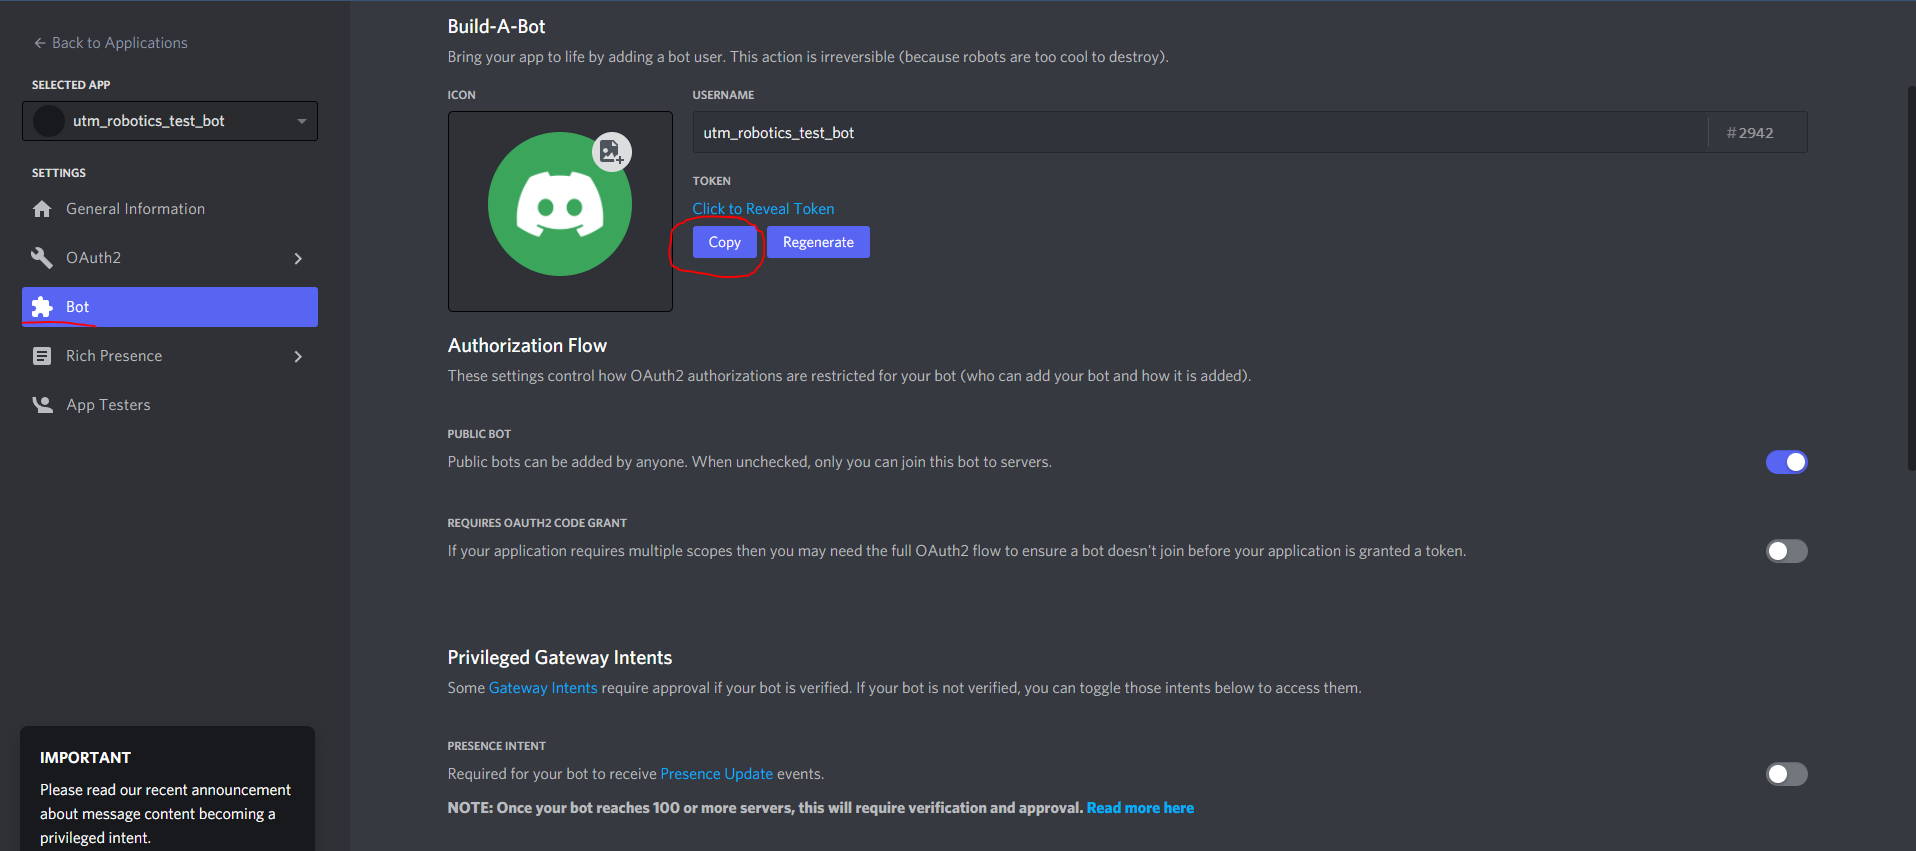 Back to Applications
SELECTED APP
utm_robotics_test_bot
SETTINGS
General Information
OAuth2
Bot
Rich Presence
App Testers
IMPORTANT
Please read our recent announcement
about message content becoming a
privileged intent.
Build-A-Bot
Bring your app to life by adding a bot user. This action is irreversible (because robots are too cool to destroy).
ICON
USERNAME
utm_robotics_test_bot
#2942
TOKEN
Click to Reveal Token
Copy
Regenerate
Authorization Flow
These settings control how OAuth2 authorizations are restricted for your bot (who can add your bot and how it is added).
PUBLIC BOT
Public bots can be added by anyone. When unchecked, only you can join this bot to servers.
REQUIRES OAUTH2 CODE GRANT
If your application requires multiple scopes then you may need the full OAuth2 flow to ensure a bot doesn't join before your application is granted a token.
Privileged Gateway Intents
Some Gateway Intents require approval if your bot is verified. If your bot is not verified, you can toggle those intents below to access them.
PRESENCE INTENT
Required for your bot to receive Presence Update events.
NOTE: Once your bot reaches 100 or more servers, this will require verification and approval. Read more here